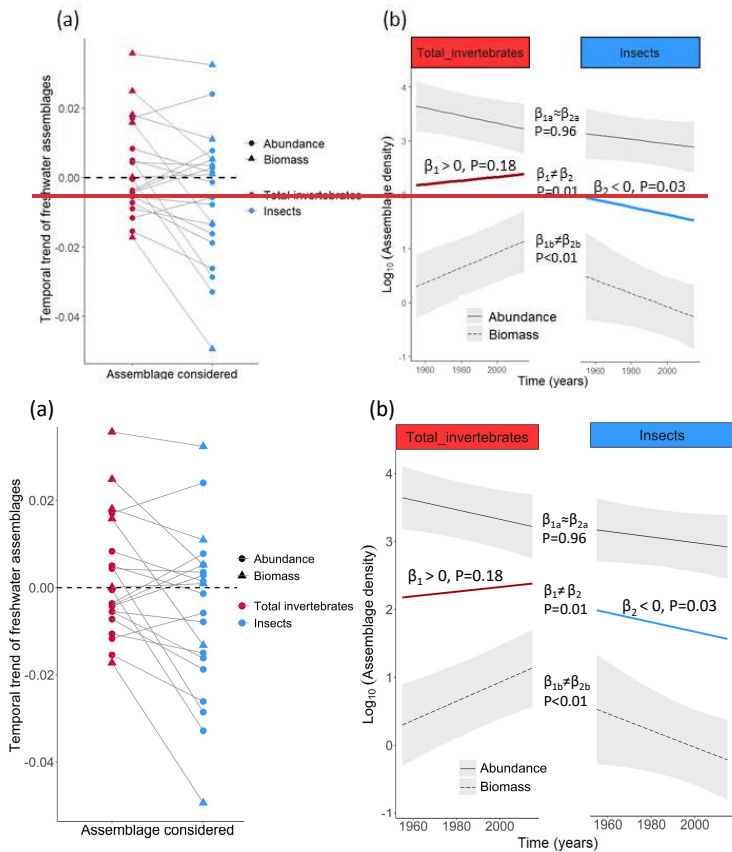 (a)
Temporal trend of freshwater assemblages
0.02
0.00
-0.02
-0.04
Assemblage considered
Abundance
Biomass
Total invertebrates
Insects
(b)
Total_invertebrates
Insects
Log10 (Assemblage density)
4
3
2
1
0
-1
β1a≈β2a
P=0.96
β1 > 0, P=0.18
β1≠β2
P=0.01
β2 < 0, P=0.03
β1b≠β2b
P<0.01
Abundance
Biomass
1960 1980 2000
1960 1980 2000
Time (years)
(a)
Temporal trend of freshwater assemblages
0.02
0.00
-0.02
-0.04
Assemblage considered
Abundance
Biomass
Total invertebrates
Insects
(b)
Total_invertebrates
Insects
Log10 (Assemblage density)
4
3
2
1
0
-1
β1a≈β2a
P=0.96
β1 > 0, P=0.18
β1≠β2
P=0.01
β2 < 0, P=0.03
β1b≠β2b
P<0.01
Abundance
Biomass
1960 1980 2000
1960 1980 2000
Time (years)